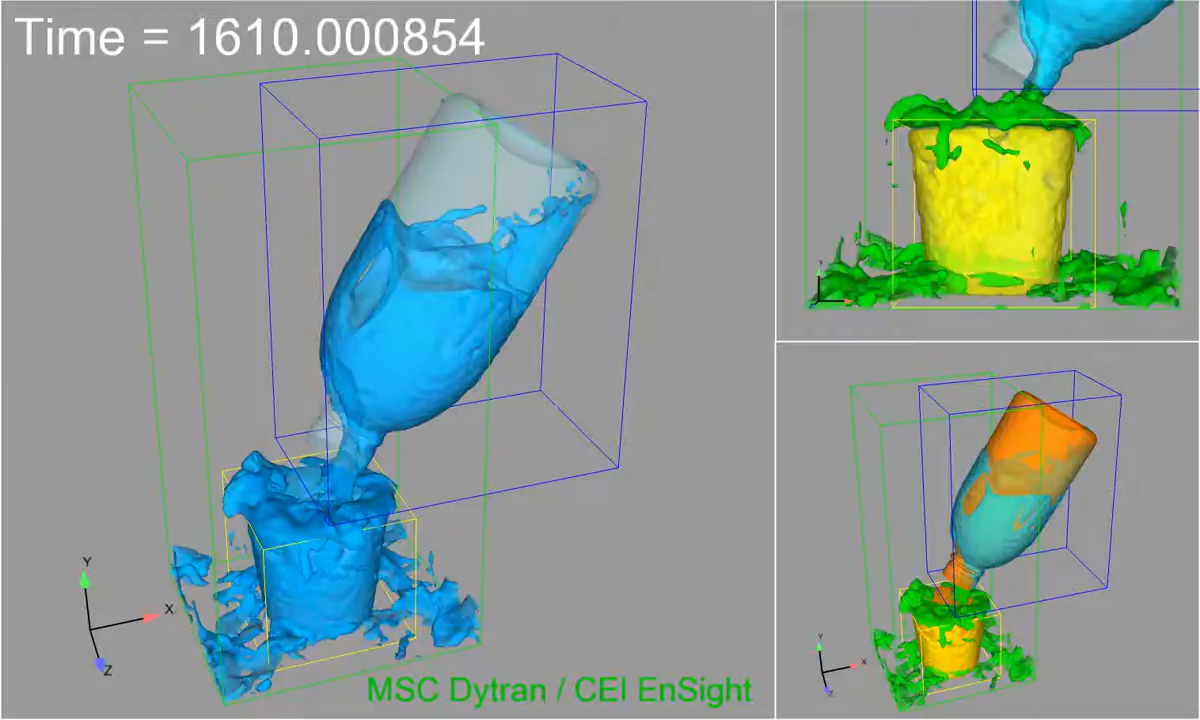 Time = 1610.000854
Y
X
Z
MSC Dytran / CEI EnSight
Y
Y
X
Z